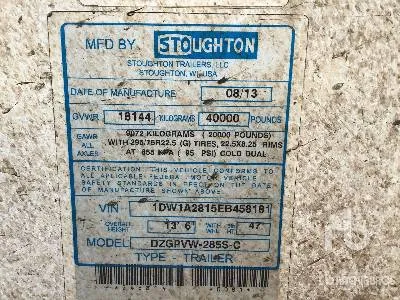 MFD BY STOUGHTON
STOUGHTON TRAILERS, LLC
STOUGHTON, WI. USA
DATE OF MANUFACTURE 08/13
GVWR 18144 KILOGRAMS 40000 POUNDS
GAWR ALL AXLES
9072 KILOGRAMS ( 20000 POUNDS)
WITH 295/75R22.5 (G) TIRES, 22.5X8.25 RIMS
AT 655 KPA ( 95 PSI) COLD DUAL
CERTIFICATION: THIS VEHICLE CONFORMS TO
ALL APPLICABLE FEDERAL MOTOR VEHICLE
SAFETY STANDARDS IN EFFECT ON THE DATE
OF MANUFACTURE SHOWN ABOVE.
VIN 1DW1A2815EB458181
13' 6" 47
MODEL DZGPVW-285S-C
TYPE - TRAILER